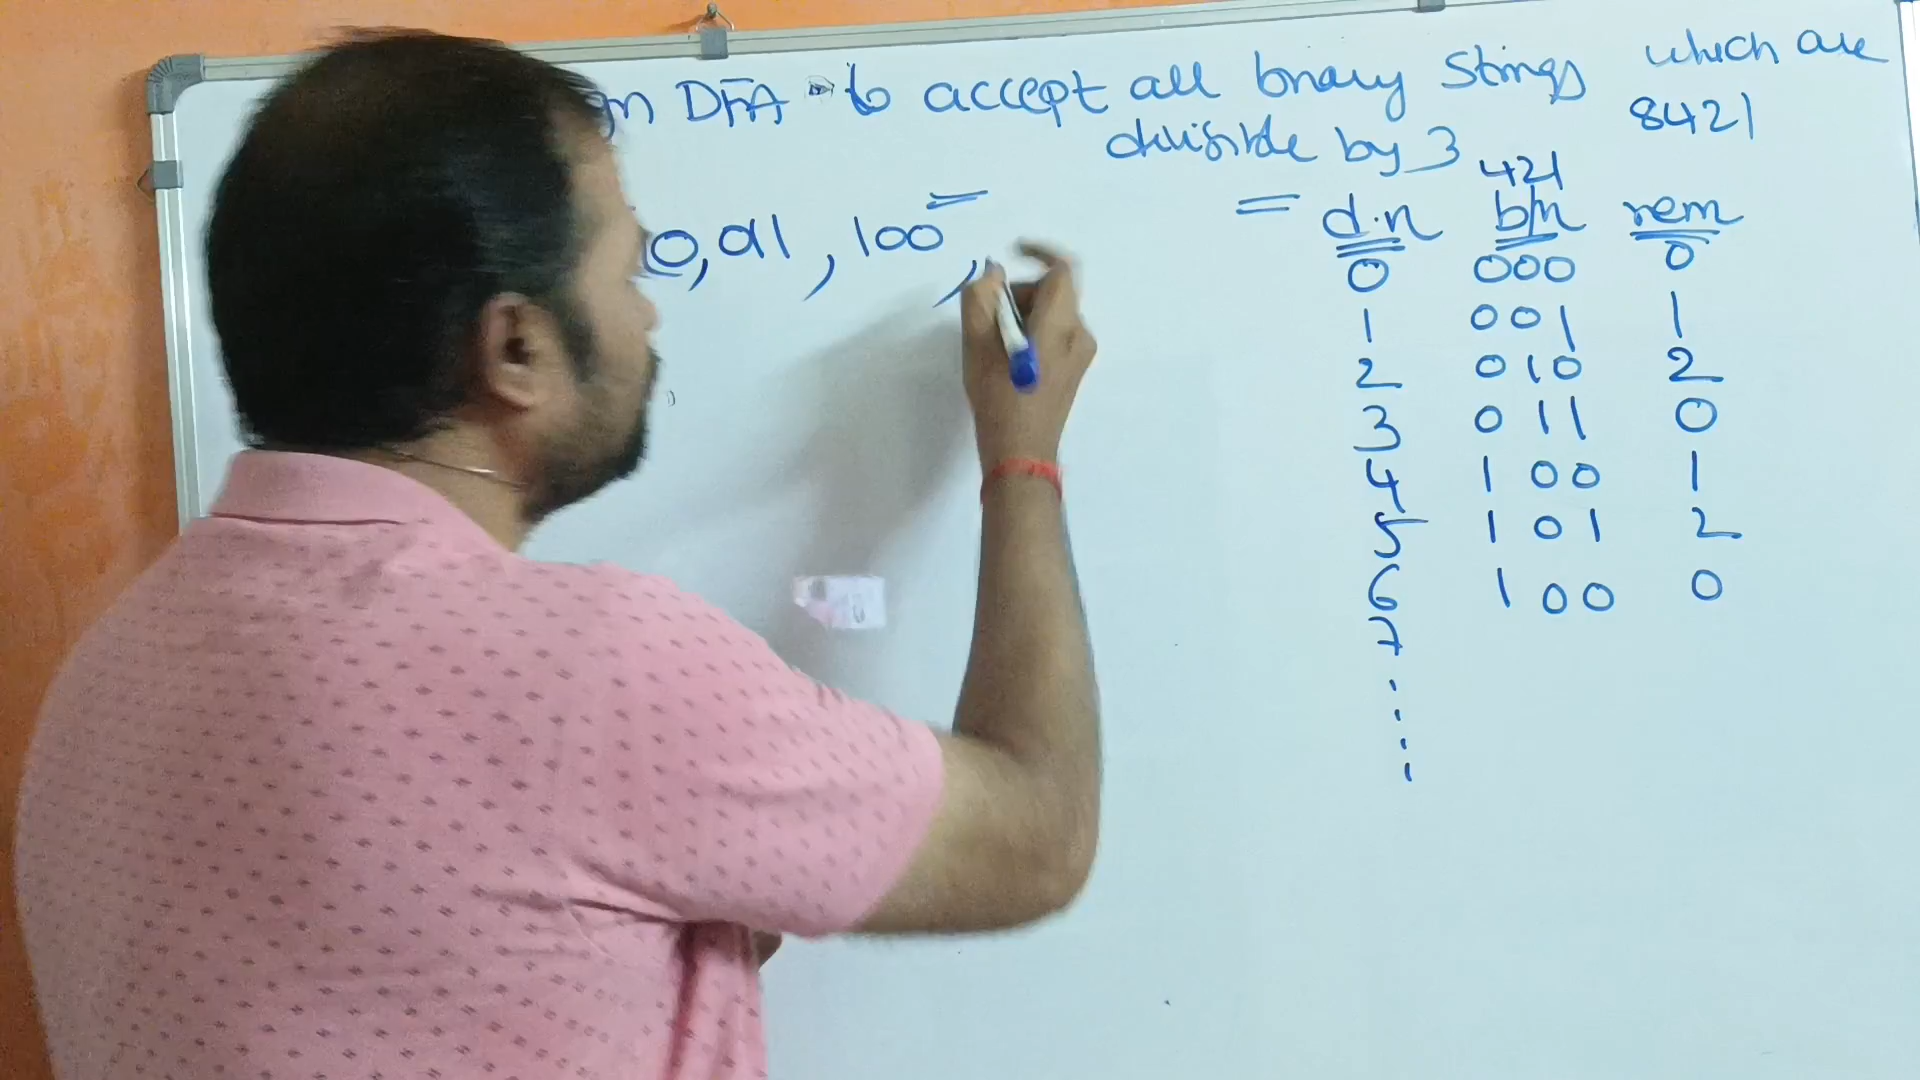 DFA to accept all binary Strings which are
divisible by 3 8421
421
d.n b/n rem
0 000 0
1 001 1
2 010 2
3 011 0
4 100 1
5 101 2
6 100 0
7
0, 011, 100,